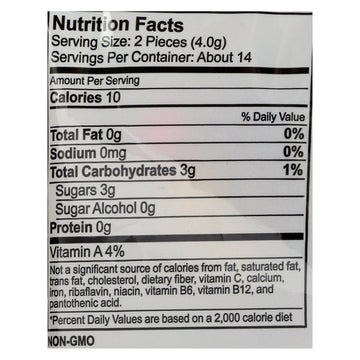 Nutrition Facts
Serving Size: 2 Pieces (4.0g)
Servings Per Container: About 14
Amount Per Serving
Calories 10
% Daily Value
Total Fat 0g 0%
Sodium 0mg 0%
Total Carbohydrates 3g 1%
Sugars 3g
Sugar Alcohol 0g
Protein 0g
Vitamin A 4%
Not a significant source of calories from fat, saturated fat,
trans fat, cholesterol, dietary fiber, vitamin C, calcium,
iron, ribaflavin, niacin, vitamin B6, vitamin B12, and
pantothenic acid.
*Percent Daily Values are based on a 2,000 calorie diet
NON-GMO